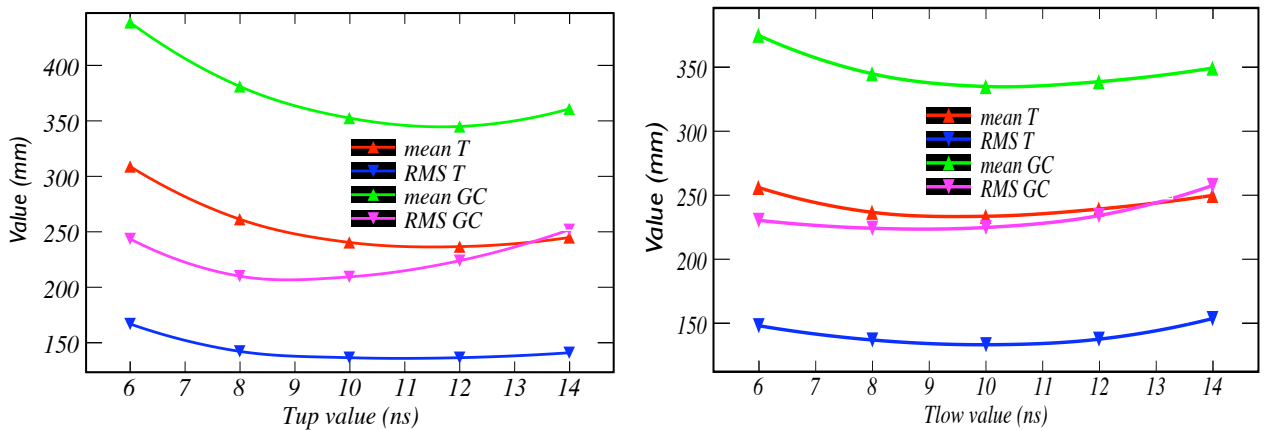 400
350
300
250
200
150
Value (mm)
mean T
RMS T
mean GC
RMS GC
6 7 8 9 10 11 12 13 14
Tup value (ns)
350
300
250
200
150
Value (mm)
mean T
RMS T
mean GC
RMS GC
6 7 8 9 10 11 12 13 14
Tlow value (ns)